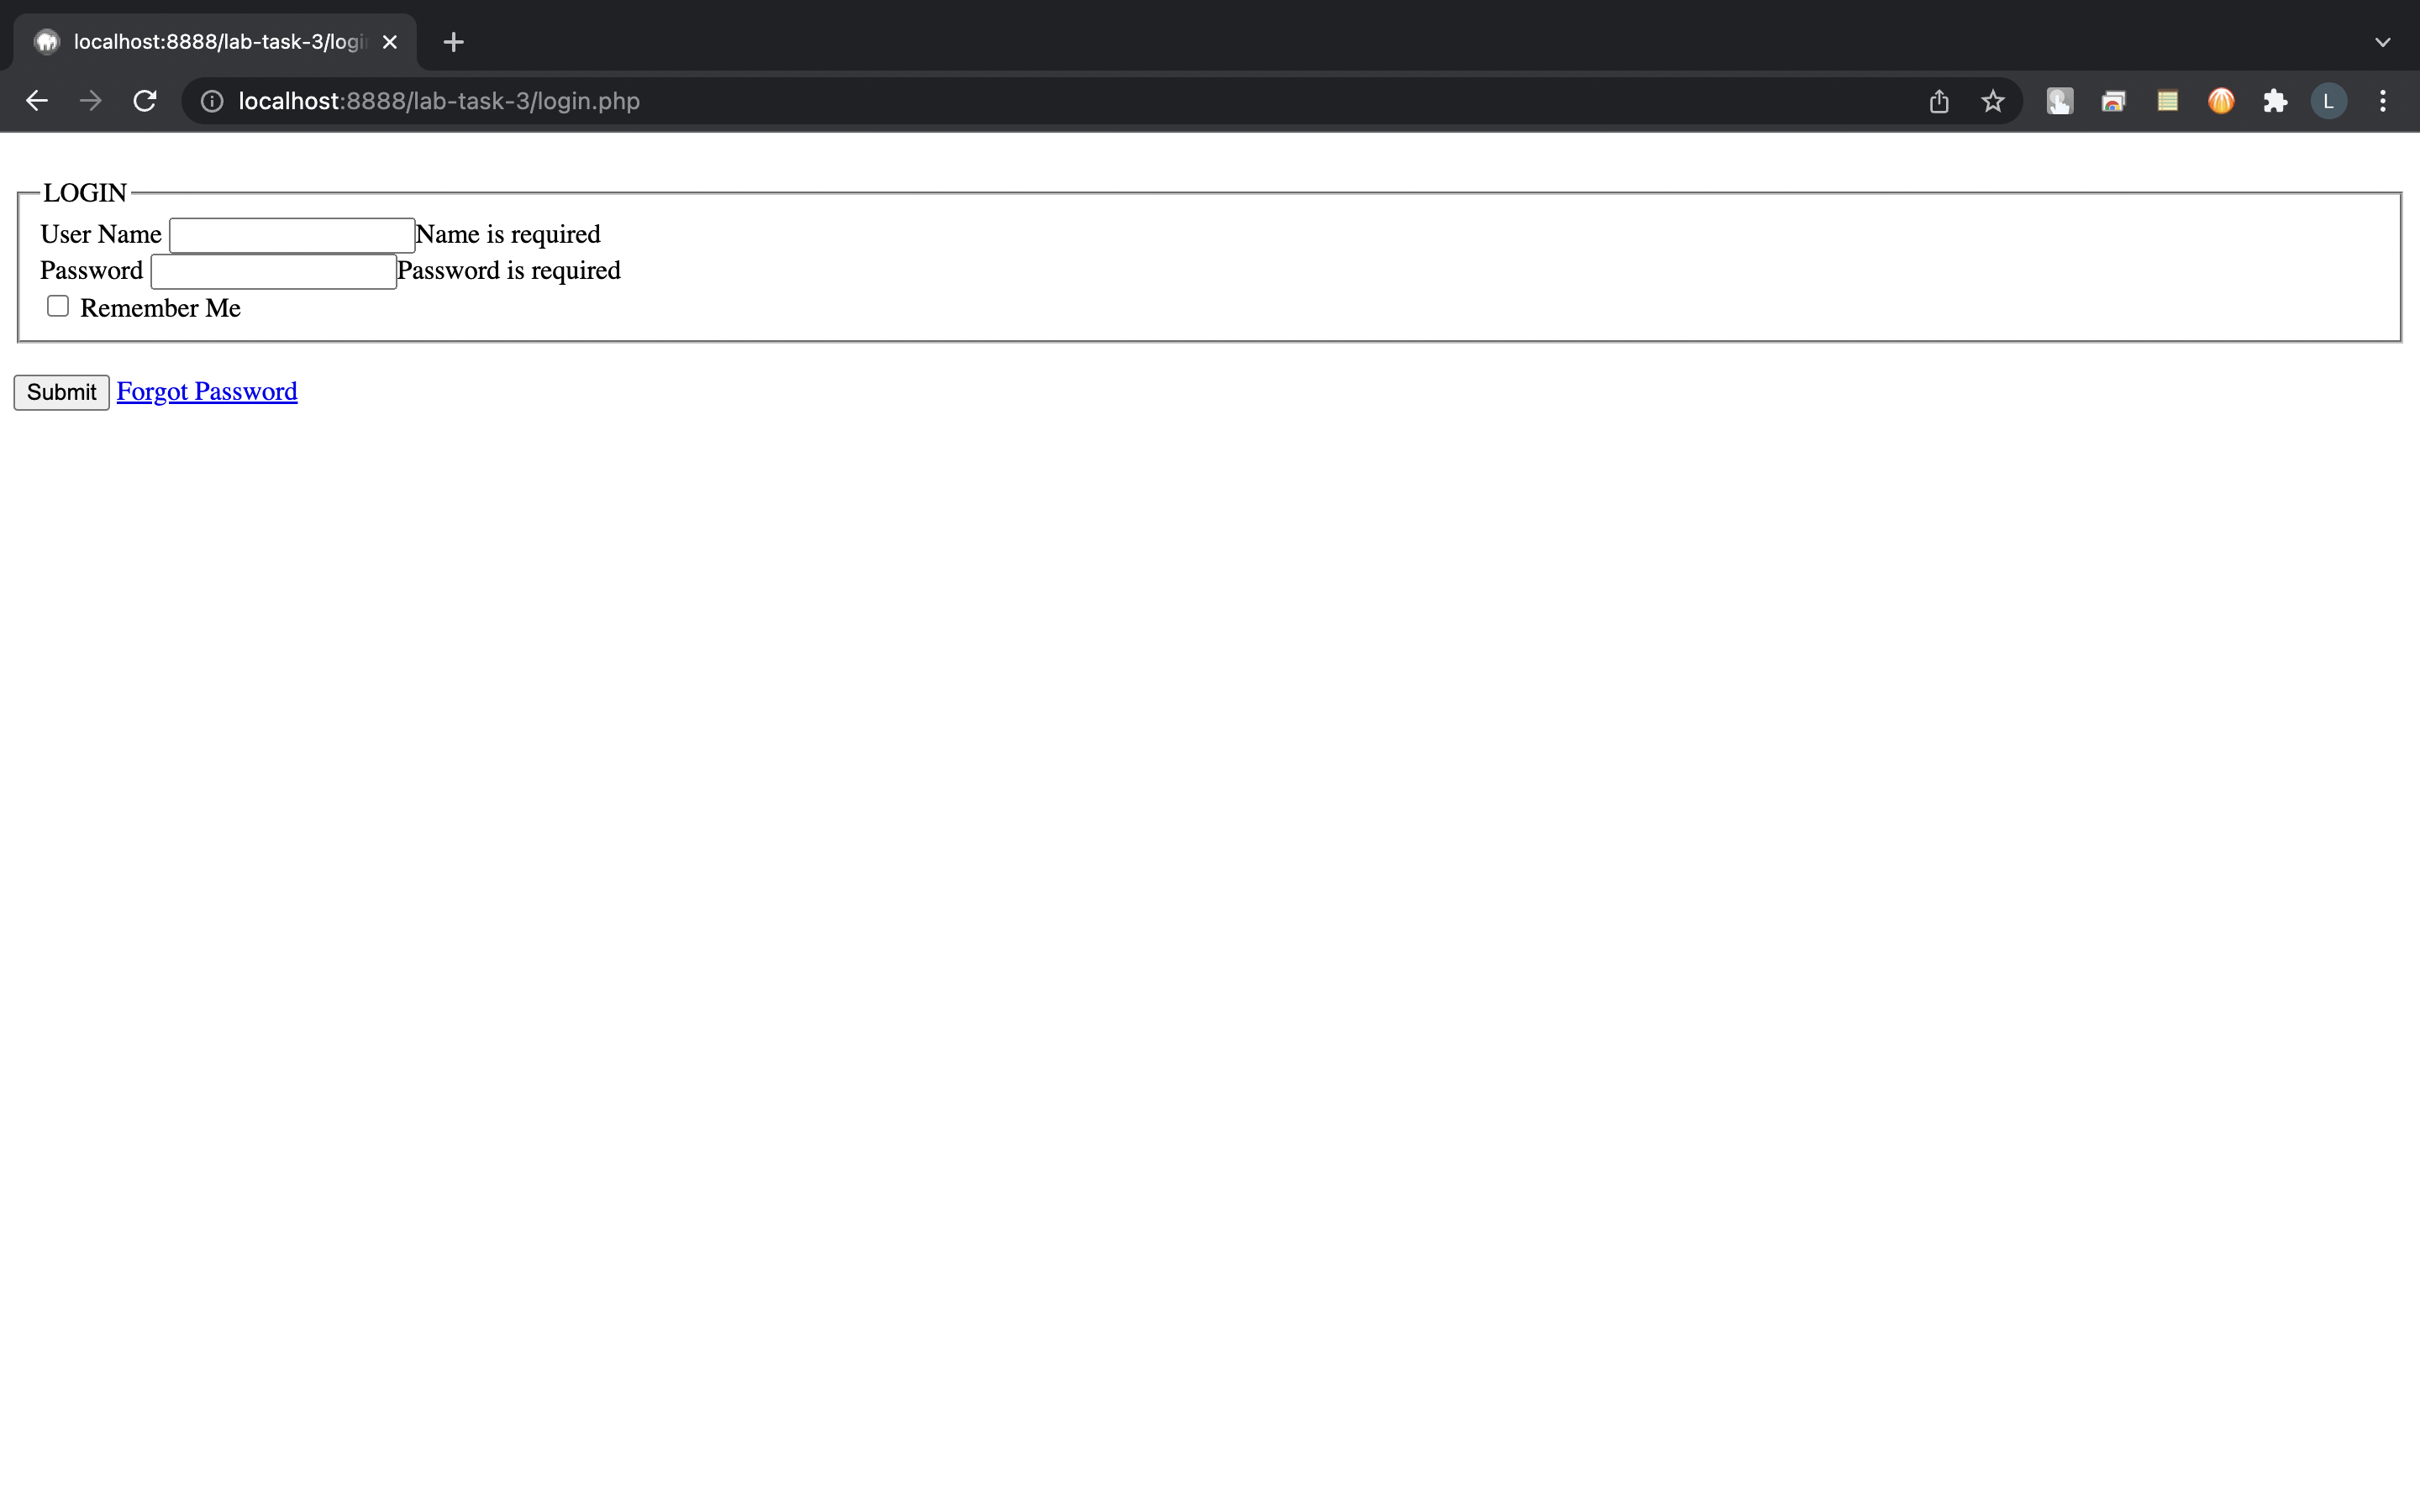 localhost:8888/lab-task-3/logi
localhost:8888/lab-task-3/login.php
L
LOGIN
User Name Name is required
Password Password is required
Remember Me
Submit Forgot Password